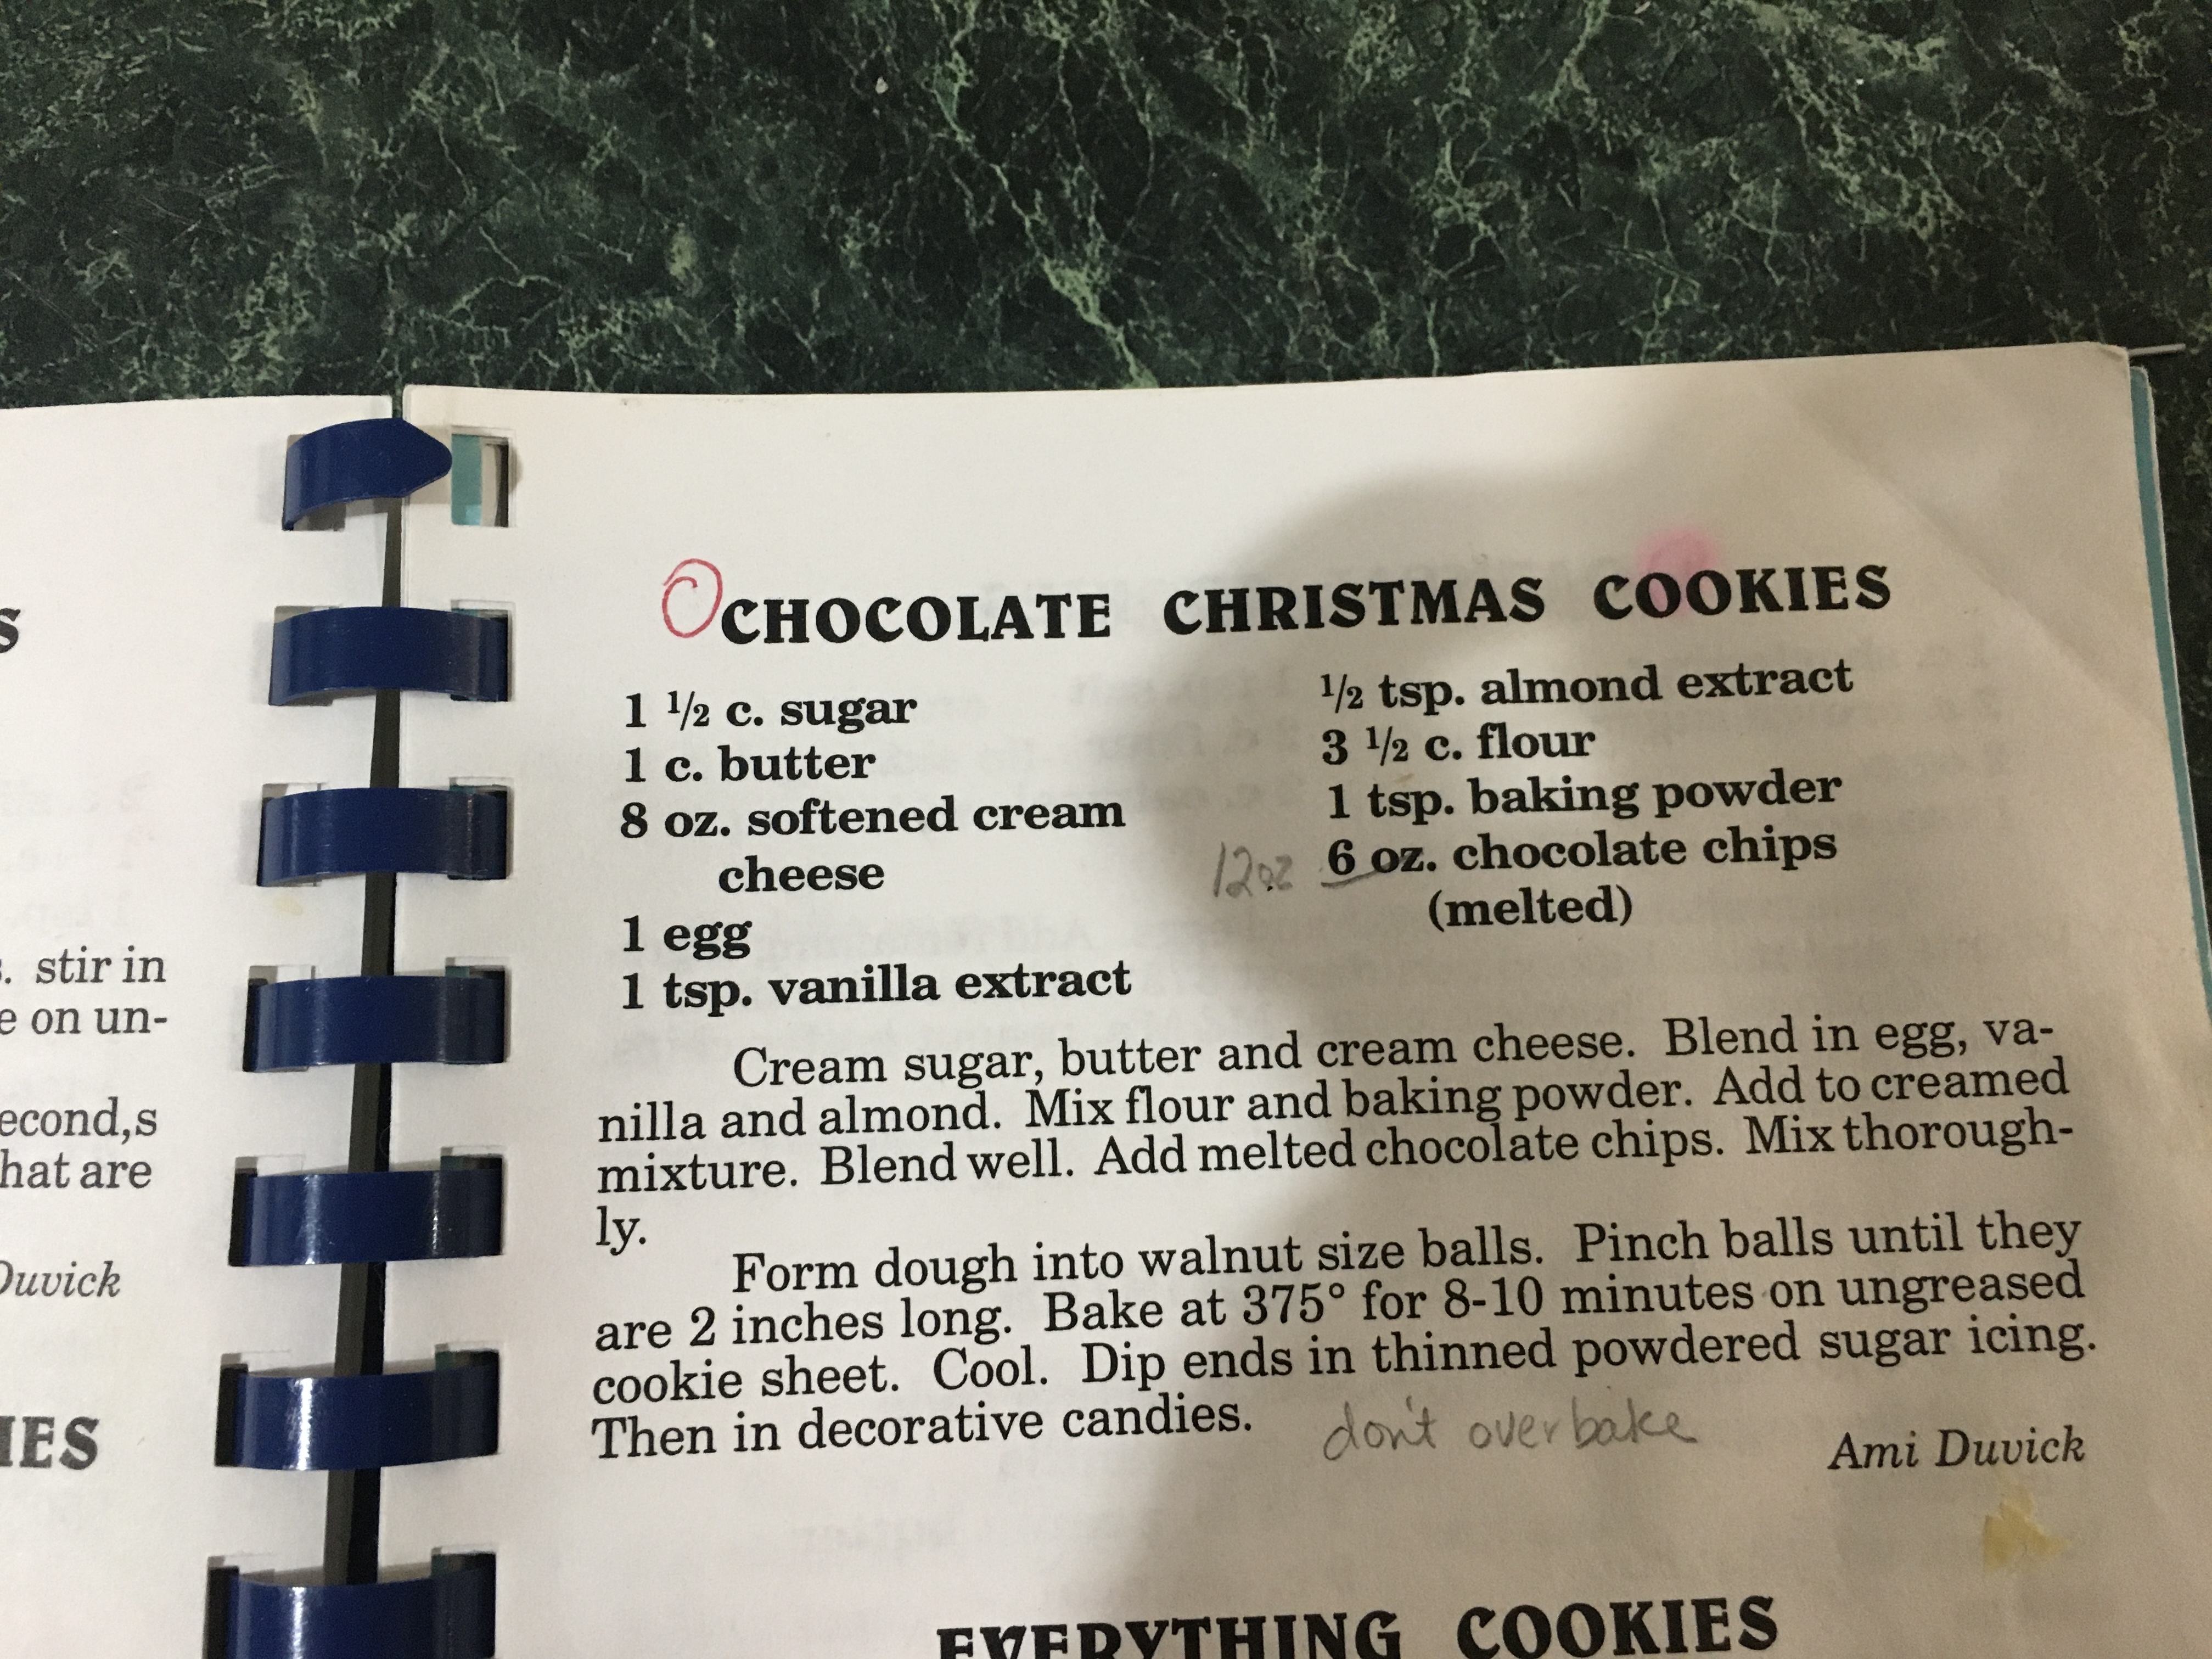 S
s. stir in
e on un-
econd,s
hat are
Duvick
IES
CHOCOLATE CHRISTMAS COOKIES
1 1/2 c. sugar
1 c. butter
8 oz. softened cream
cheese
1 egg
1 tsp. vanilla extract
1/2 tsp. almond extract
3 1/2 c. flour
1 tsp. baking powder
12oz 6 oz. chocolate chips
(melted)
Cream sugar, butter and cream cheese. Blend in egg, va-
nilla and almond. Mix flour and baking powder. Add to creamed
mixture. Blend well. Add melted chocolate chips. Mix thorough-
ly.
Form dough into walnut size balls. Pinch balls until they
are 2 inches long. Bake at 375° for 8-10 minutes on ungreased
cookie sheet. Cool. Dip ends in thinned powdered sugar icing.
Then in decorative candies. don't overbake
Ami Duvick
EVERYTHING COOKIES